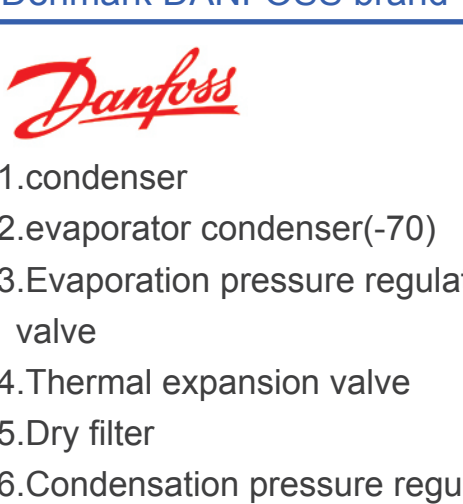 Denmark DANFOSS brand
Danfoss
1.condenser
2.evaporator condenser(-70)
3.Evaporation pressure regulat
valve
4.Thermal expansion valve
5.Dry filter
6.Condensation pressure regu